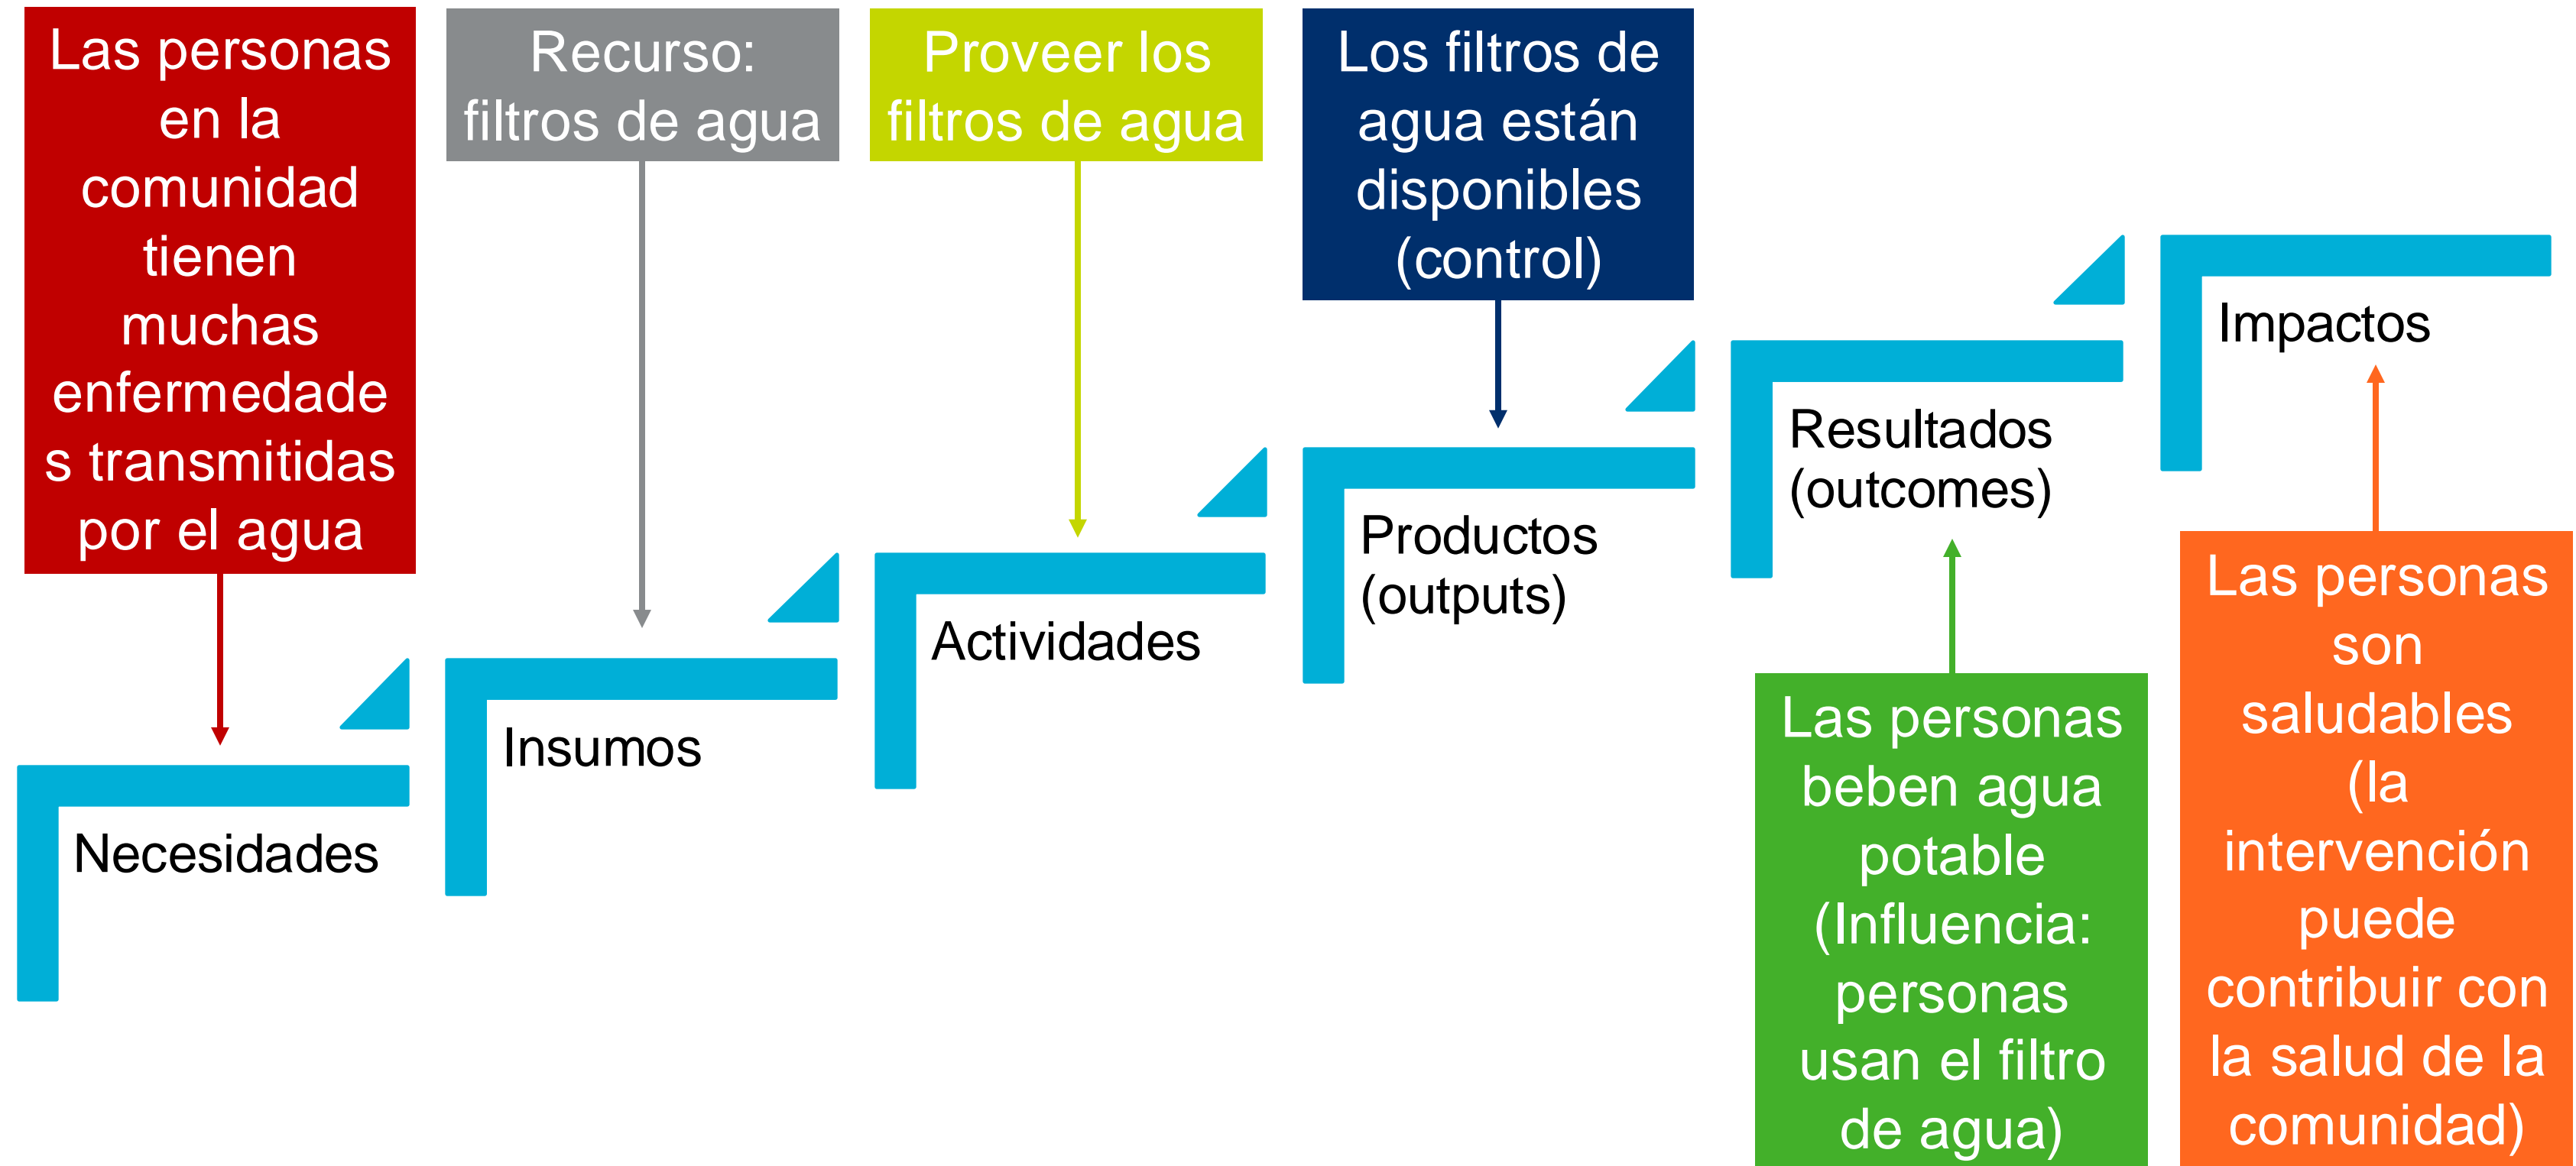 Las personas
en la
comunidad
tienen
muchas
enfermedade
s transmitidas
por el agua
Recurso:
filtros de agua
Proveer los
filtros de agua
Los filtros de
agua están
disponibles
(control)
Necesidades
Insumos
Actividades
Productos
(outputs)
Resultados
(outcomes)
Impactos
Las personas
beben agua
potable
(Influencia:
personas
usan el filtro
de agua)
Las personas
son
saludables
(la
intervención
puede
contribuir con
la salud de la
comunidad)